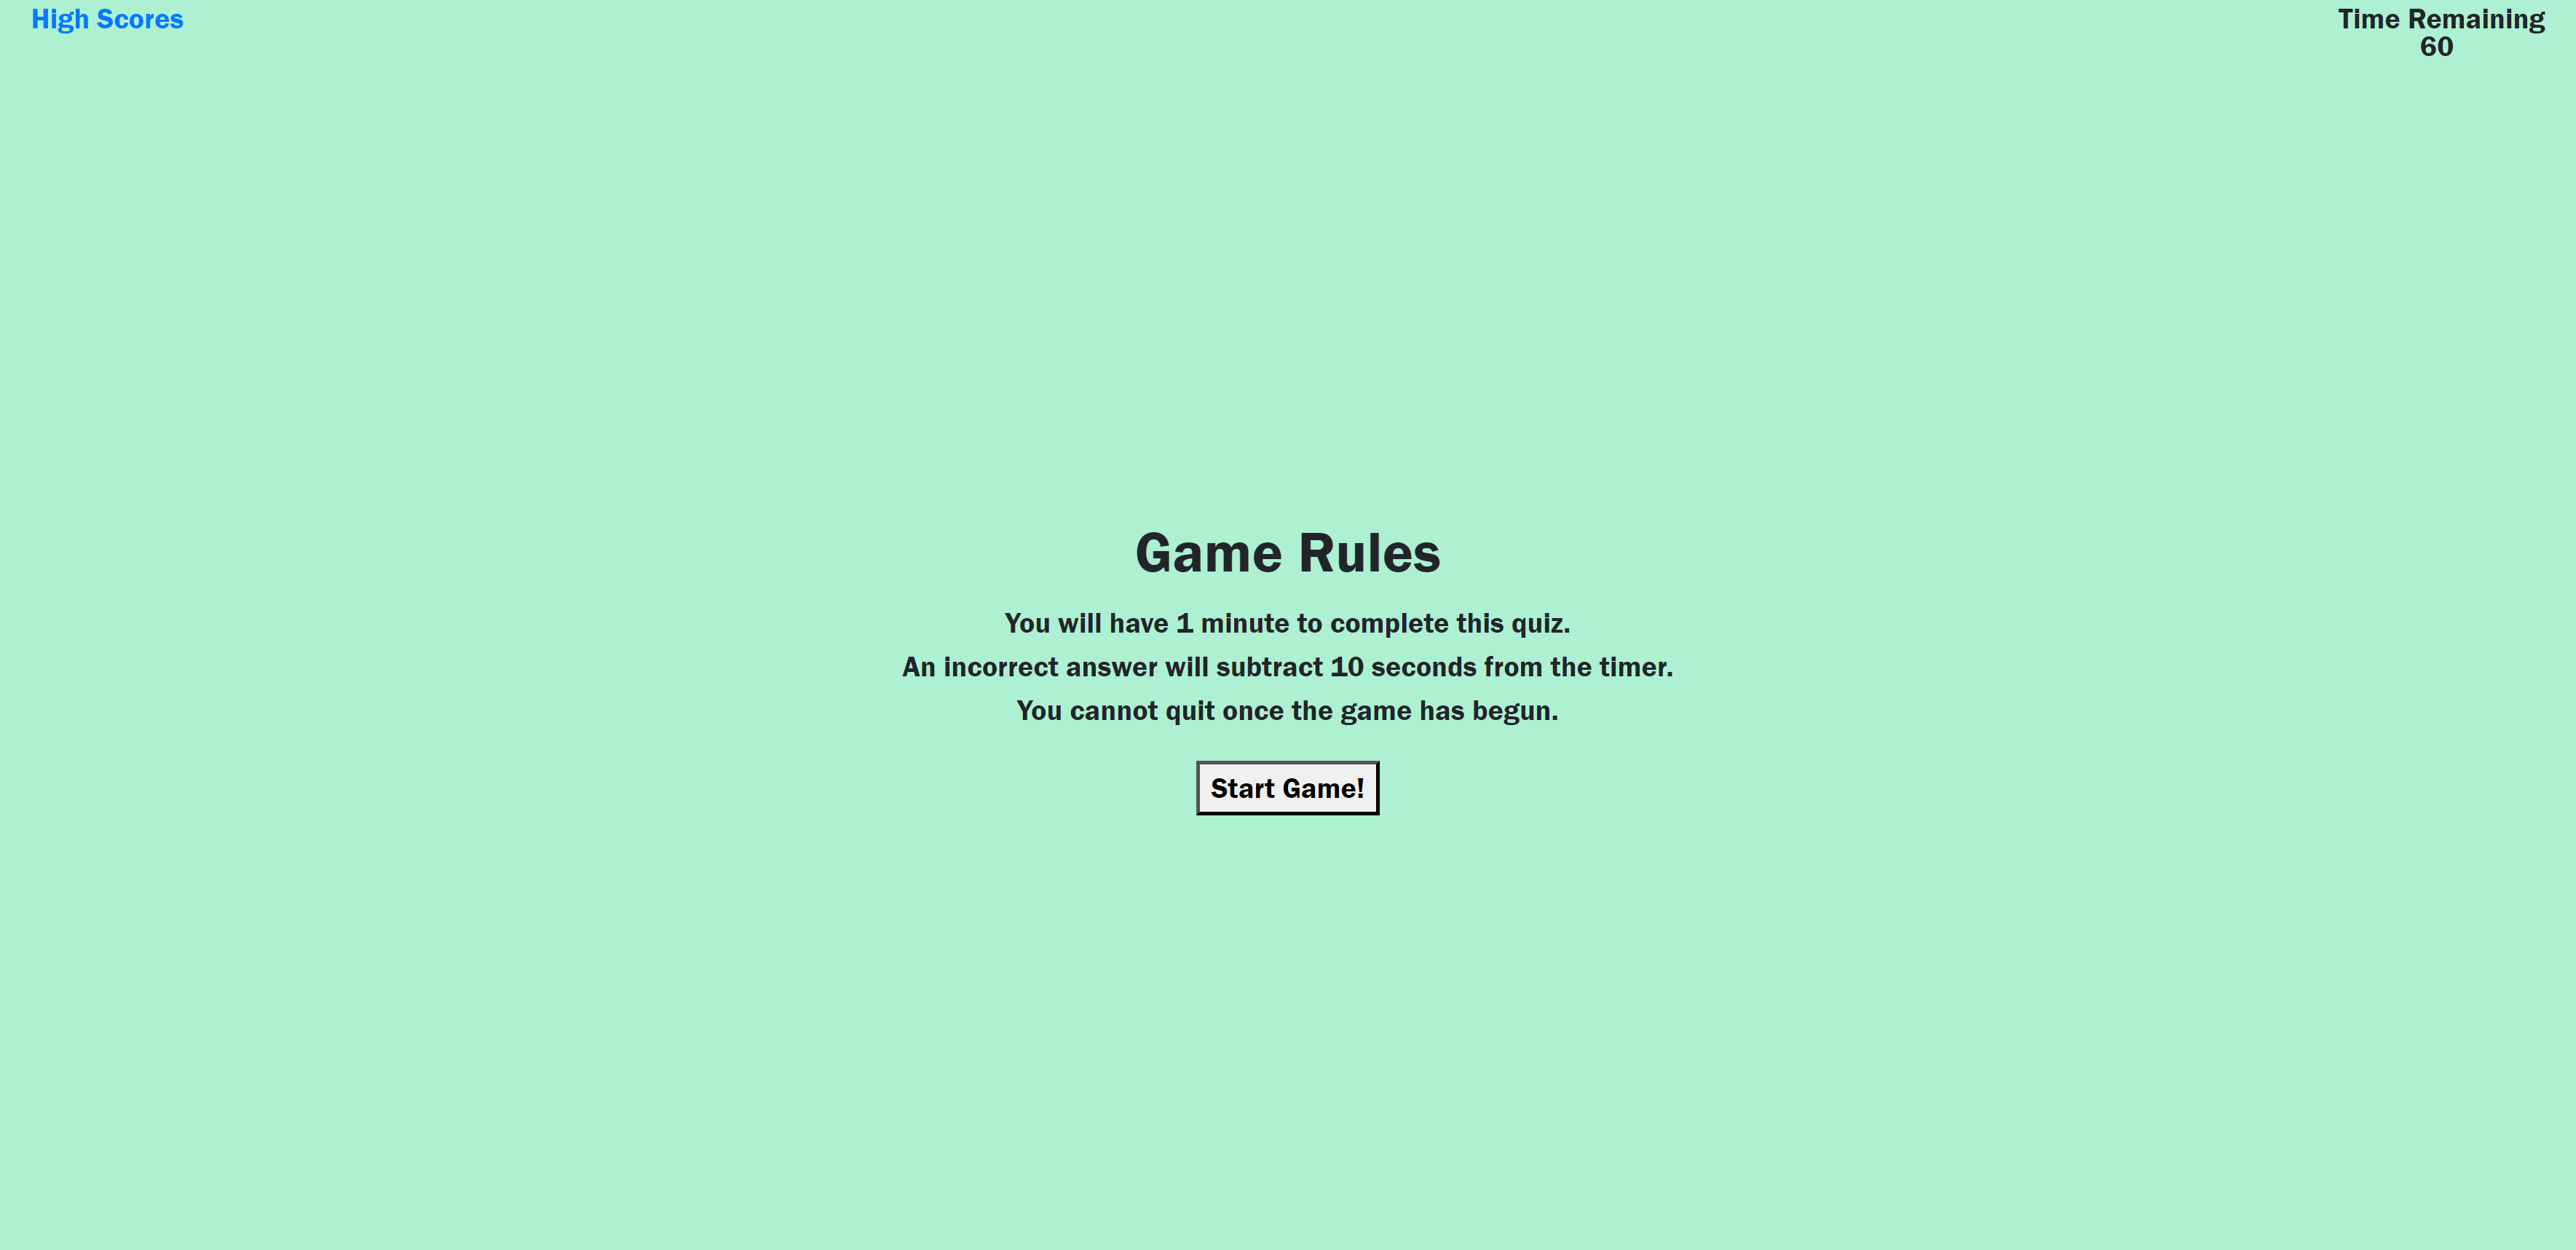 High Scores
Time Remaining
60
Game Rules
You will have 1 minute to complete this quiz.
An incorrect answer will subtract 10 seconds from the timer.
You cannot quit once the game has begun.
Start Game!